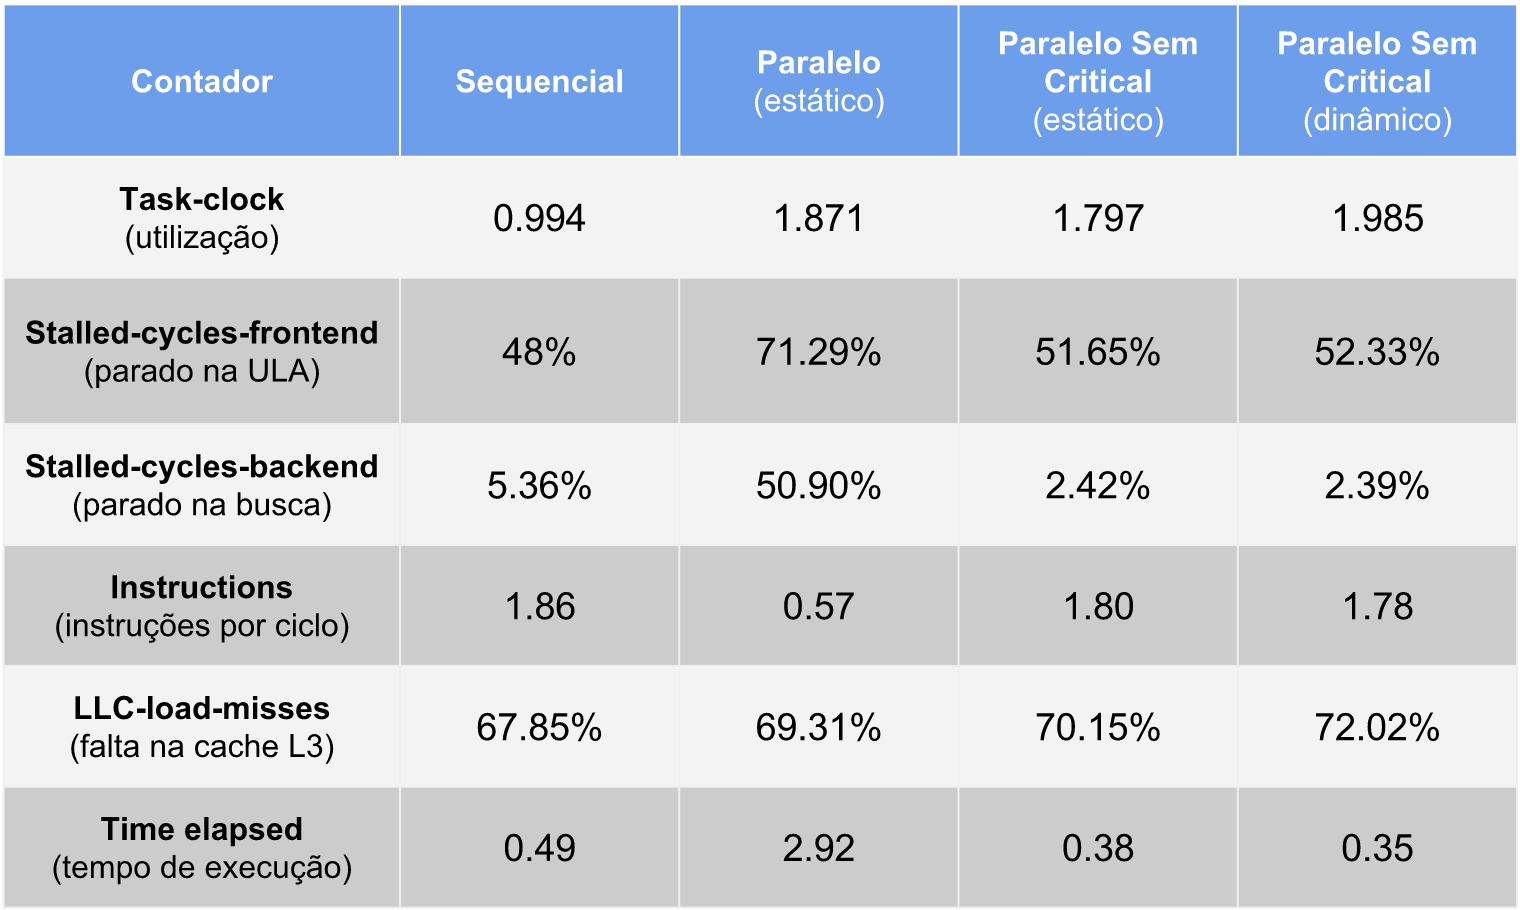 Contador
Sequencial
Paralelo
(estático)
Paralelo Sem
Critical
(estático)
Paralelo Sem
Critical
(dinâmico)
Task-clock
(utilização)
0.994
1.871
1.797
1.985
Stalled-cycles-frontend
(parado na ULA)
48%
71.29%
51.65%
52.33%
Stalled-cycles-backend
(parado na busca)
5.36%
50.90%
2.42%
2.39%
Instructions
(instruções por ciclo)
1.86
0.57
1.80
1.78
LLC-load-misses
(falta na cache L3)
67.85%
69.31%
70.15%
72.02%
Time elapsed
(tempo de execução)
0.49
2.92
0.38
0.35